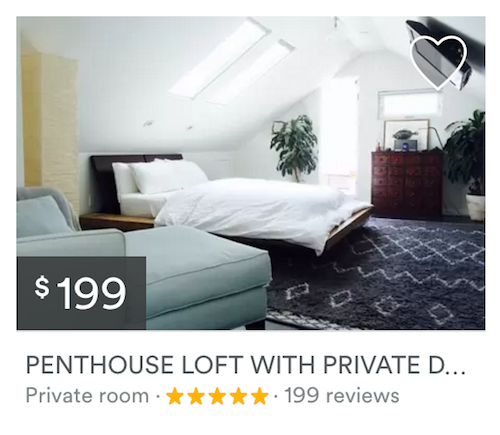 $199
PENTHOUSE LOFT WITH PRIVATE D...
Private room · ★★★★★ · 199 reviews